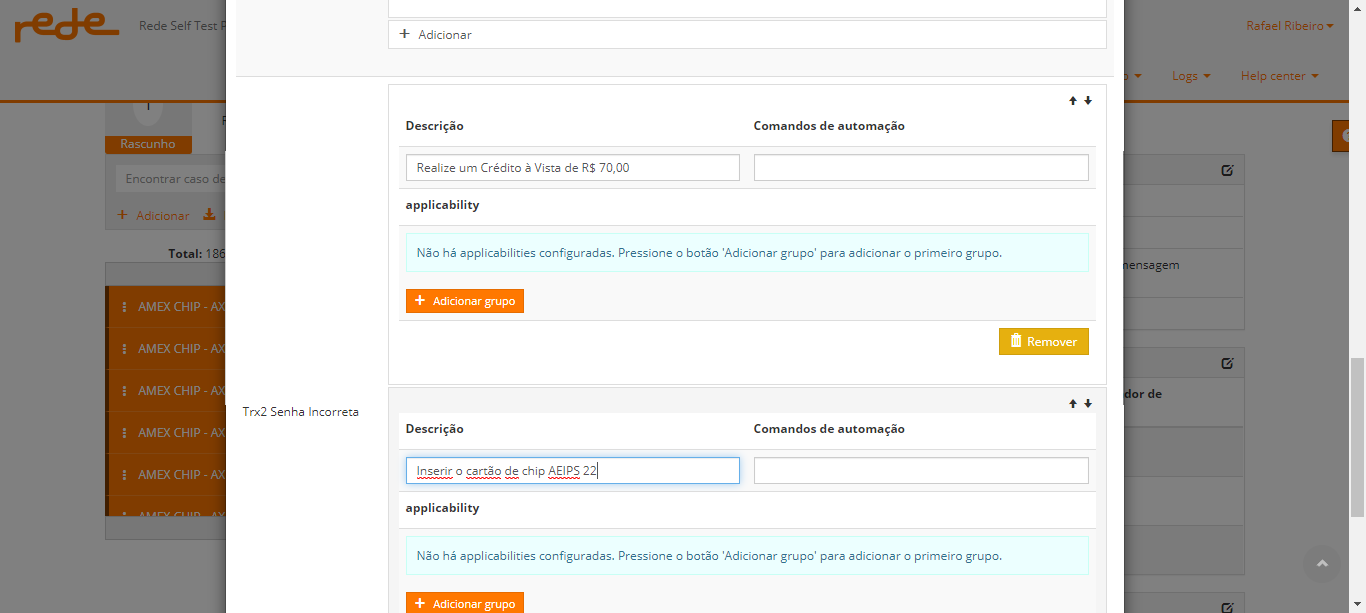 rede
Rede Self Test
Rafael Ribeiro
Logs
Help center
Adicionar
Rascunho
Encontrar caso de
Adicionar
Total: 186
AMEX CHIP - AX
AMEX CHIP - AX
AMEX CHIP - AX
AMEX CHIP - AX
AMEX CHIP - AX
AMEX CHIP - AX
Trx2 Senha Incorreta
Descrição
Comandos de automação
Realize um Crédito à Vista de R$ 70,00
applicability
Não há applicabilities configuradas. Pressione o botão 'Adicionar grupo' para adicionar o primeiro grupo.
Adicionar grupo
Remover
Descrição
Comandos de automação
Inserir o cartão de chip AEIPS 22
applicability
Não há applicabilities configuradas. Pressione o botão 'Adicionar grupo' para adicionar o primeiro grupo.
Adicionar grupo
mensagem
dor de